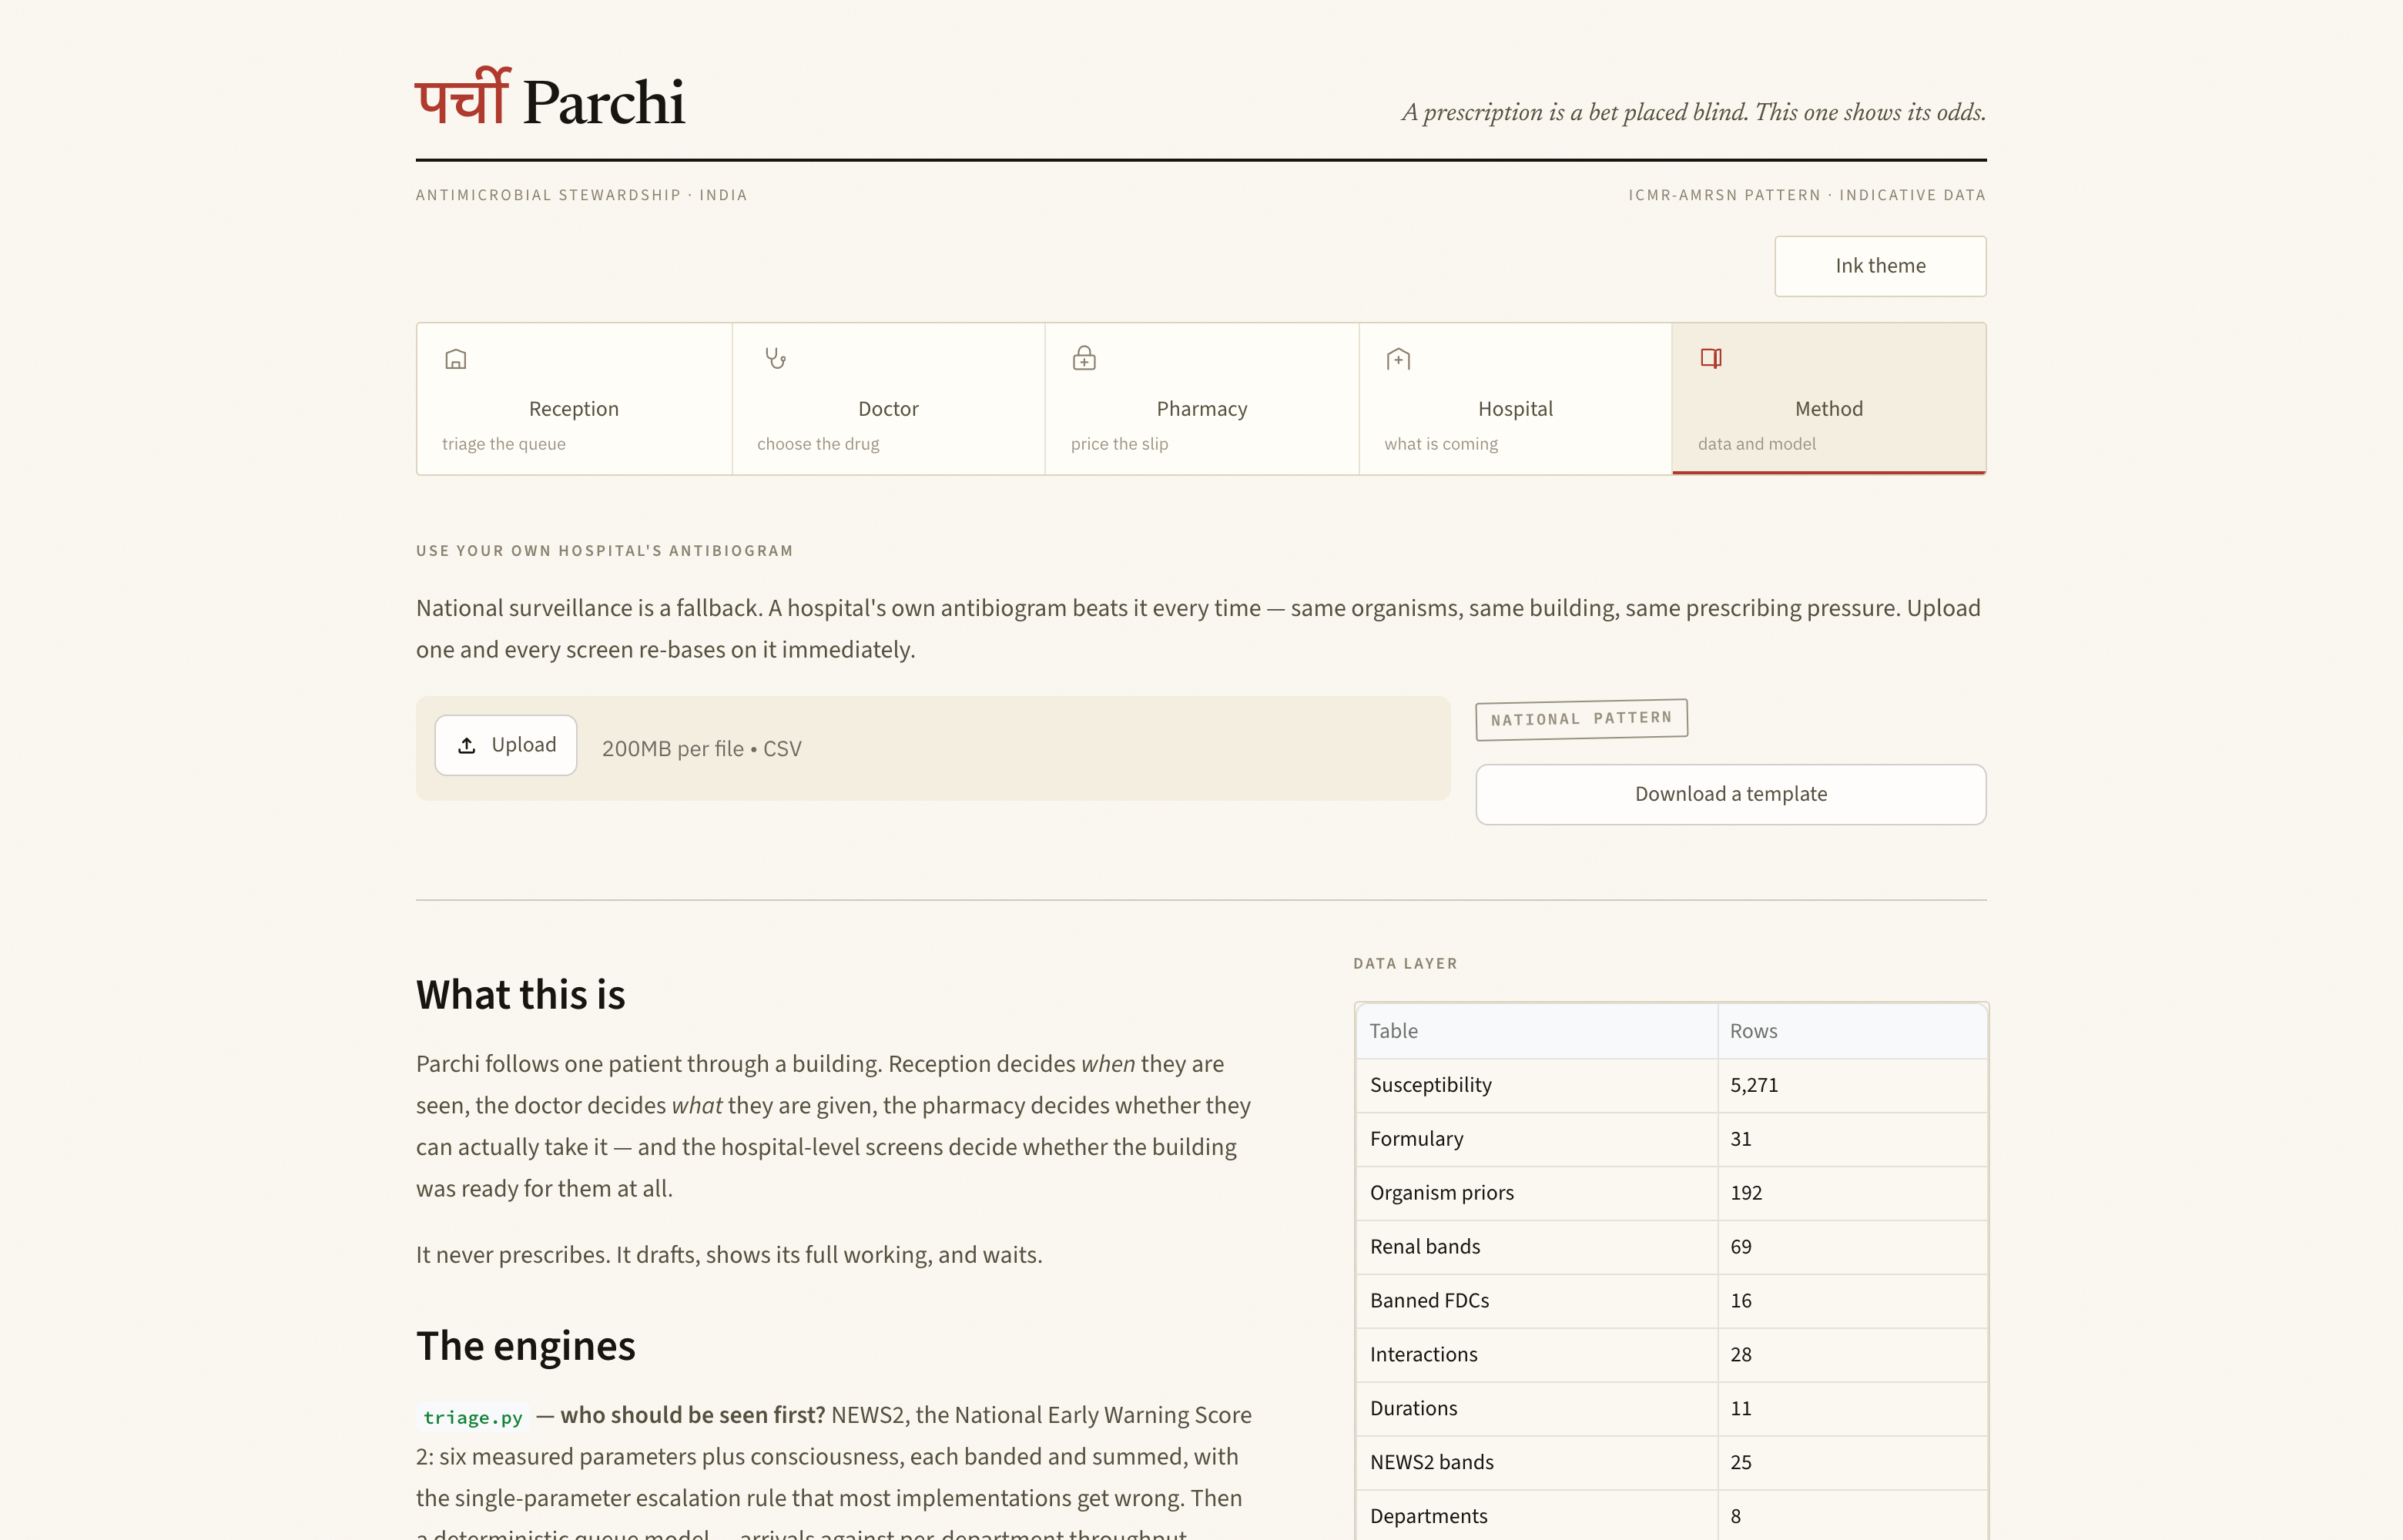 पर्ची Parchi
A prescription is a bet placed blind. This one shows its odds.
ANTIMICROBIAL STEWARDSHIP · INDIA
ICMR-AMRSN PATTERN · INDICATIVE DATA
Ink theme
Reception
triage the queue
Doctor
choose the drug
Pharmacy
price the slip
Hospital
what is coming
Method
data and model
USE YOUR OWN HOSPITAL'S ANTIBIOGRAM
National surveillance is a fallback. A hospital's own antibiogram beats it every time — same organisms, same building, same prescribing pressure. Upload
one and every screen re-bases on it immediately.
Upload
200MB per file • CSV
NATIONAL PATTERN
Download a template
What this is
Parchi follows one patient through a building. Reception decides when they are
seen, the doctor decides what they are given, the pharmacy decides whether they
can actually take it — and the hospital-level screens decide whether the building
was ready for them at all.
It never prescribes. It drafts, shows its full working, and waits.
The engines
triage.py — who should be seen first? NEWS2, the National Early Warning Score
2: six measured parameters plus consciousness, each banded and summed, with
the single-parameter escalation rule that most implementations get wrong. Then
a deterministic queue model — arrivals against per-department throughput
DATA LAYER
Table Rows
Susceptibility 5,271
Formulary 31
Organism priors 192
Renal bands 69
Banned FDCs 16
Interactions 28
Durations 11
NEWS2 bands 25
Departments 8